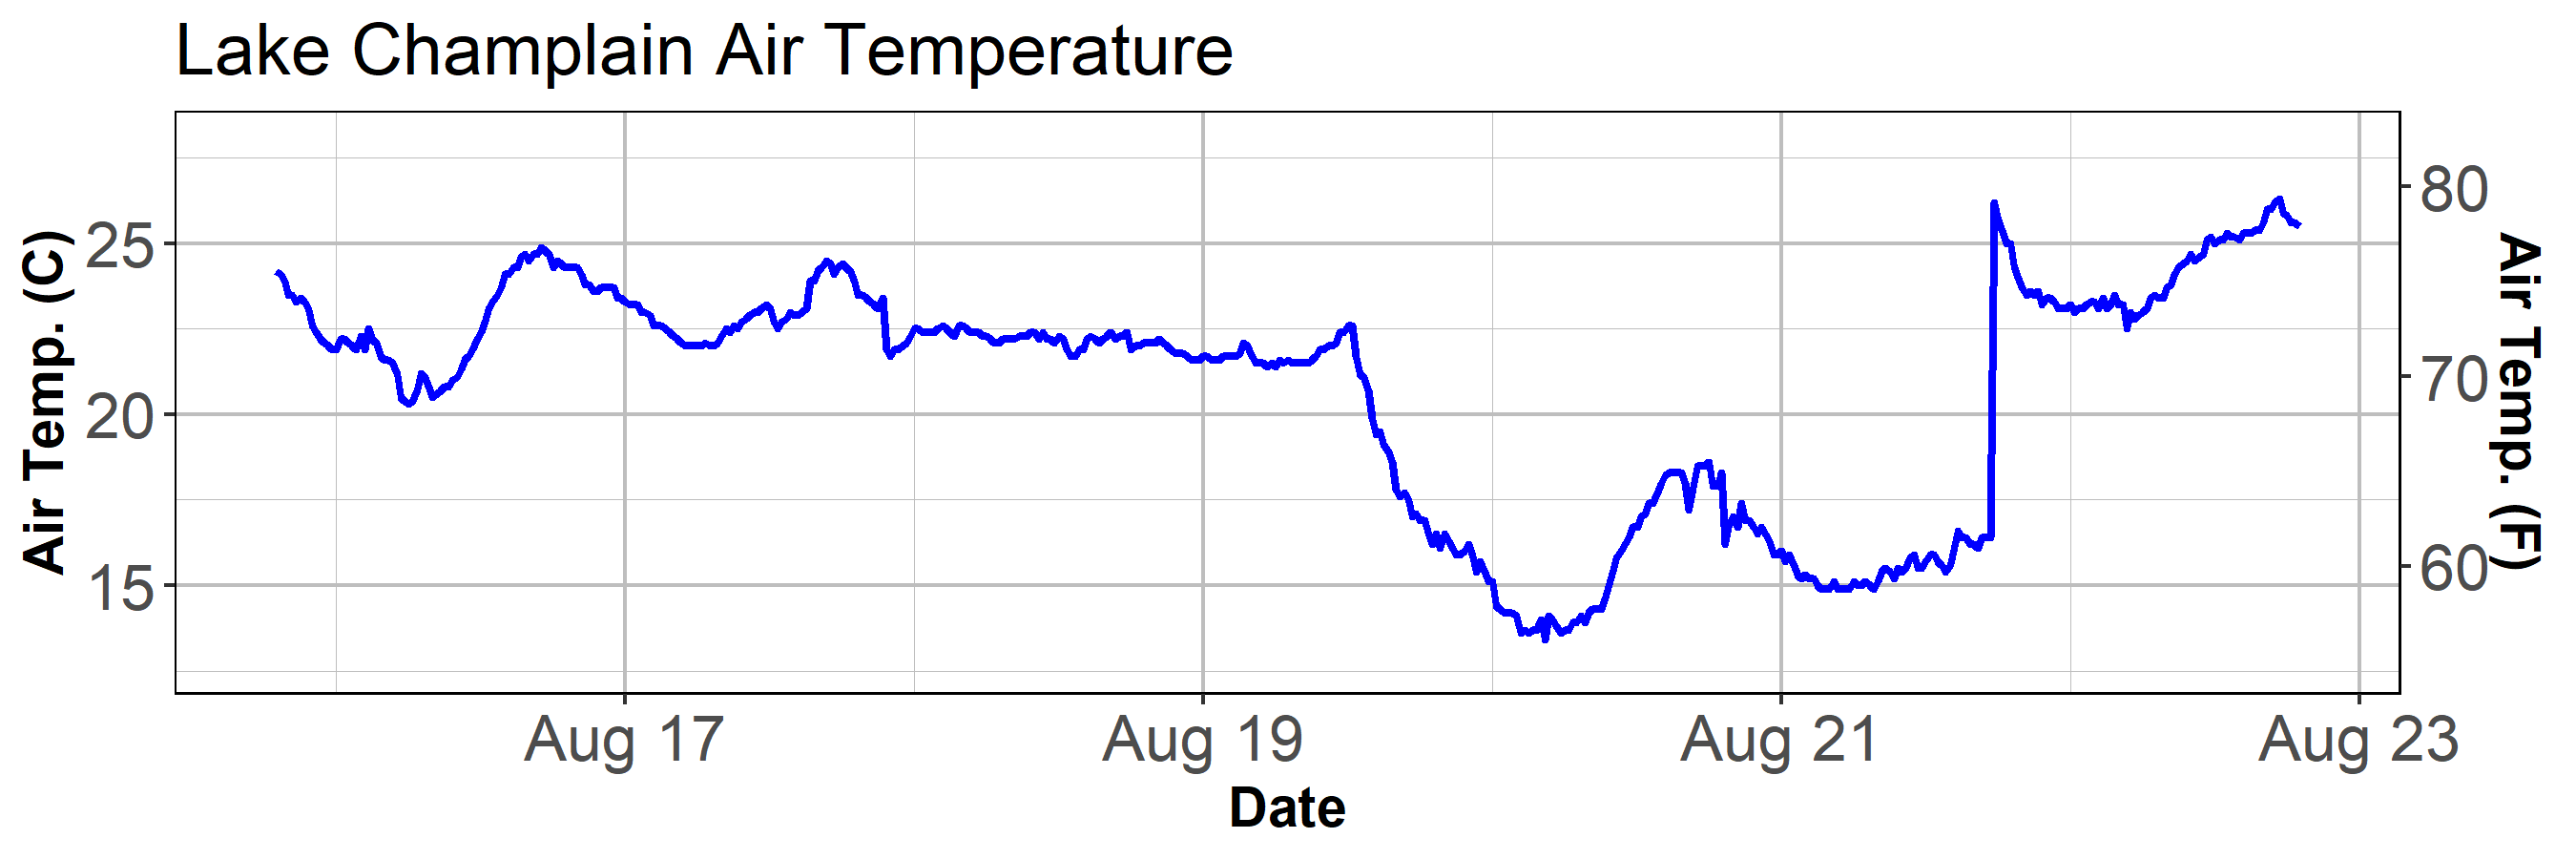 Lake Champlain Air Temperature
Air Temp. (C)
25
20
15
80
70
60
Air Temp. (F)
Aug 17 Aug 19 Aug 21 Aug 23
Date